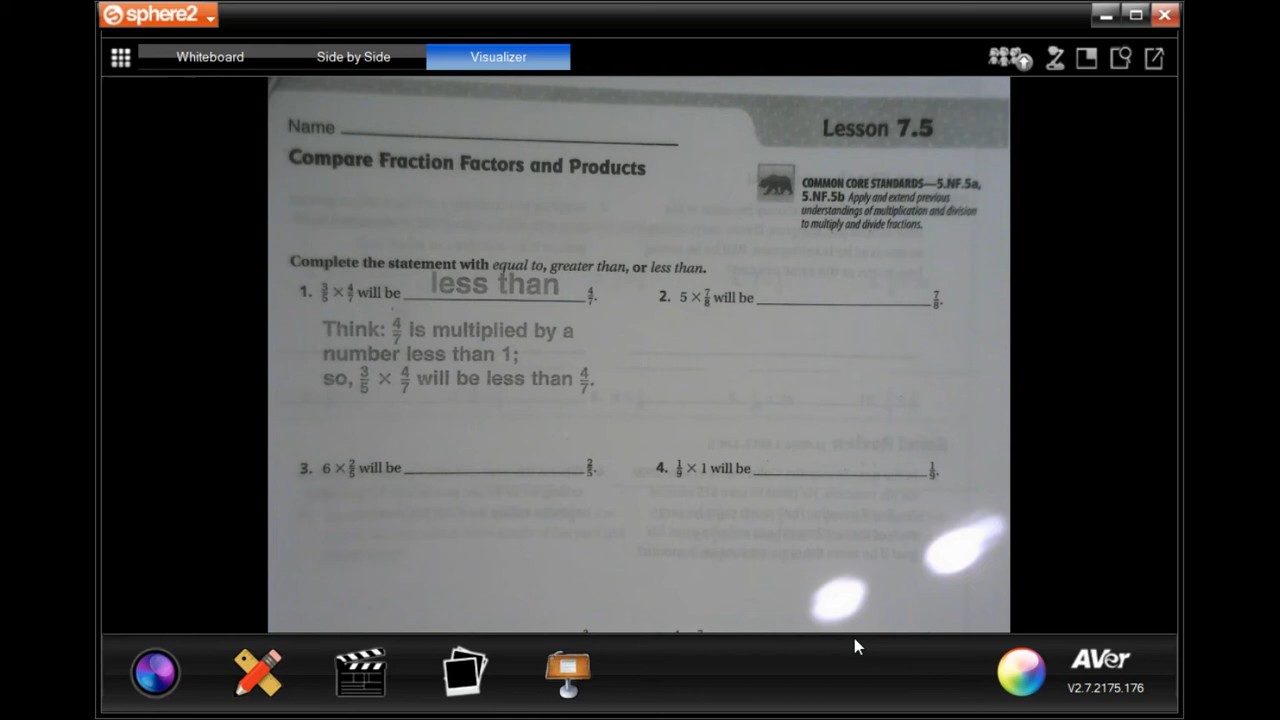 sphere2
Whiteboard Side by Side Visualizer
Name
Lesson 7.5
Compare Fraction Factors and Products
COMMON CORE STANDARDS—5.NF.5a,
5.NF.5b Apply and extend previous
understandings of multiplication and division
to multiply and divide fractions.
Complete the statement with equal to, greater than, or less than.
1. 3/5 × 4/7 will be less than 4/7.
2. 5 × 7/8 will be ____ 7/8.
Think: 4/7 is multiplied by a
number less than 1;
so, 3/5 × 4/7 will be less than 4/7.
3. 6 × 2/5 will be ____ 2/5.
4. 1/9 × 1 will be ____ 1/9.
AVer
V2.7.2175.176